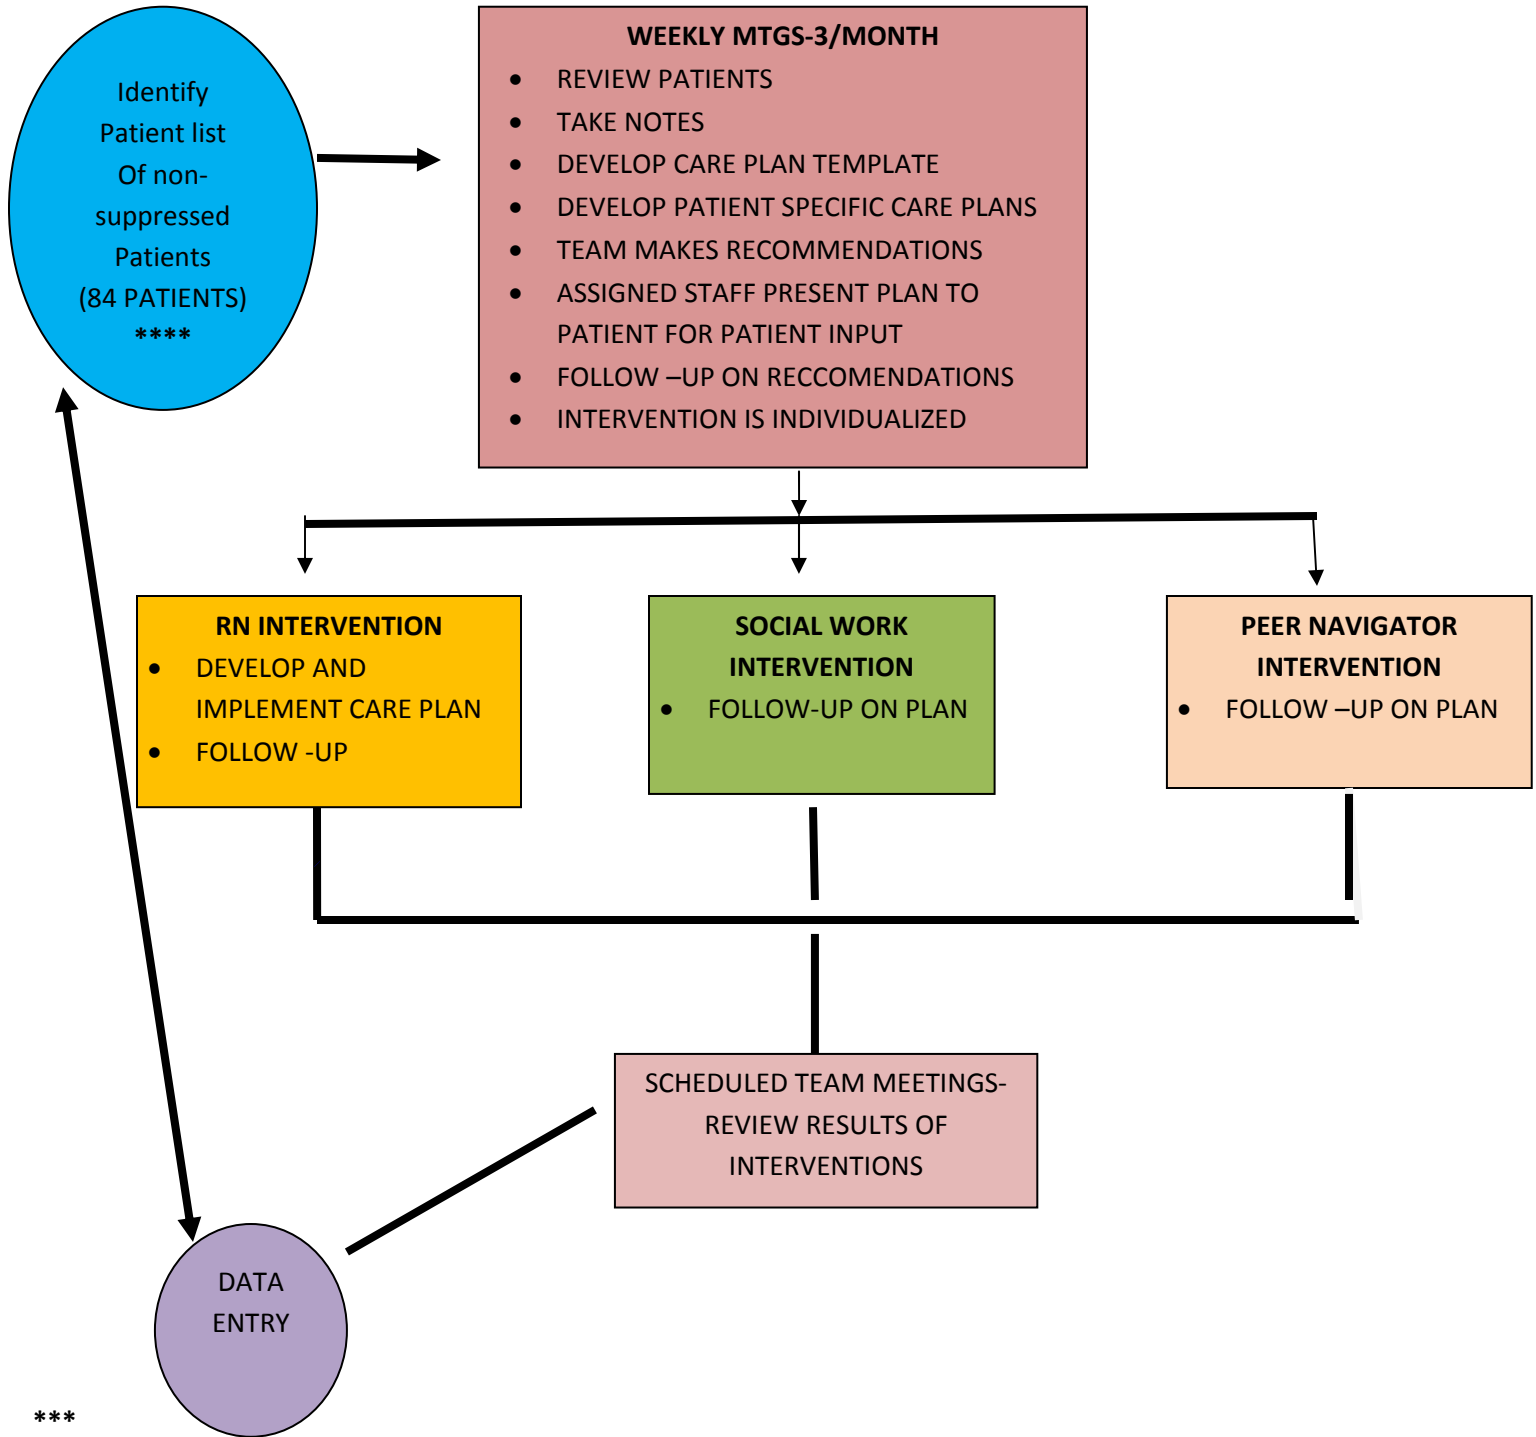 Identify
Patient list
Of non-
suppressed
Patients
(84 PATIENTS)
****
WEEKLY MTGS-3/MONTH
• REVIEW PATIENTS
• TAKE NOTES
• DEVELOP CARE PLAN TEMPLATE
• DEVELOP PATIENT SPECIFIC CARE PLANS
• TEAM MAKES RECOMMENDATIONS
• ASSIGNED STAFF PRESENT PLAN TO
PATIENT FOR PATIENT INPUT
• FOLLOW –UP ON RECCOMENDATIONS
• INTERVENTION IS INDIVIDUALIZED
RN INTERVENTION
• DEVELOP AND
IMPLEMENT CARE PLAN
• FOLLOW -UP
SOCIAL WORK
INTERVENTION
• FOLLOW-UP ON PLAN
PEER NAVIGATOR
INTERVENTION
• FOLLOW –UP ON PLAN
SCHEDULED TEAM MEETINGS-
REVIEW RESULTS OF
INTERVENTIONS
DATA
ENTRY
***